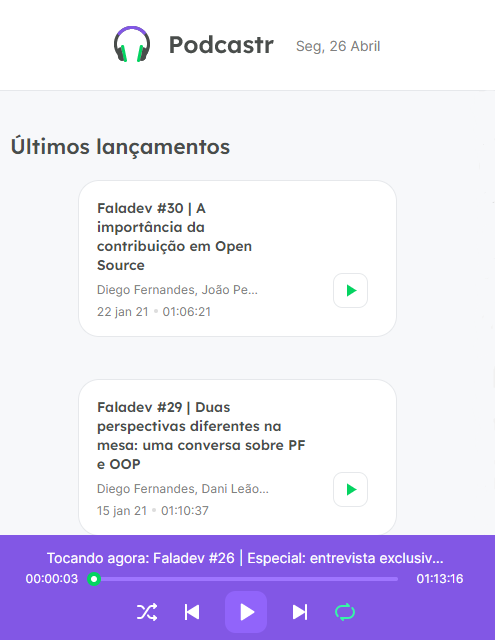 Podcastr
Seg, 26 Abril
Últimos lançamentos
Faladev #30 | A
importância da
contribuição em Open
Source
Diego Fernandes, João Pe...
22 jan 21 • 01:06:21
Faladev #29 | Duas
perspectivas diferentes na
mesa: uma conversa sobre PF
e OOP
Diego Fernandes, Dani Leão...
15 jan 21 • 01:10:37
Tocando agora: Faladev #26 | Especial: entrevista exclusiv...
00:00:03
01:13:16